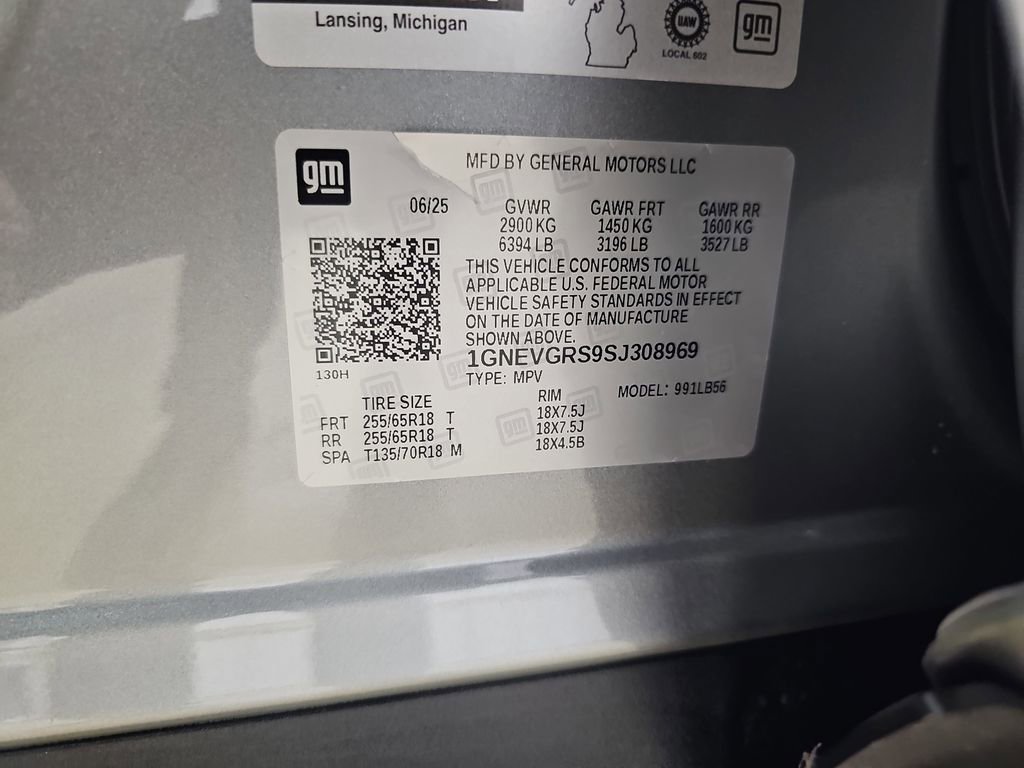 Lansing, Michigan
UAW
LOCAL 602
gm
gm
MFD BY GENERAL MOTORS LLC
06/25 GVWR GAWR FRT GAWR RR
2900 KG 1450 KG 1600 KG
6394 LB 3196 LB 3527 LB
THIS VEHICLE CONFORMS TO ALL
APPLICABLE U.S. FEDERAL MOTOR
VEHICLE SAFETY STANDARDS IN EFFECT
ON THE DATE OF MANUFACTURE
SHOWN ABOVE.
1GNEVGRS9SJ308969
130H
TYPE: MPV MODEL: 991LB56
TIRE SIZE RIM
FRT 255/65R18 T 18X7.5J
RR 255/65R18 T 18X7.5J
SPA T135/70R18 M 18X4.5B